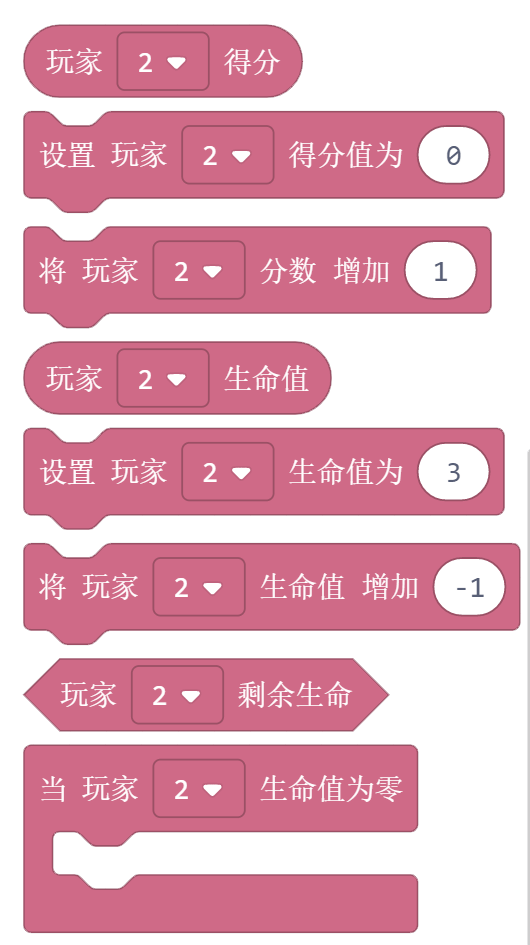 玩家 2 得分
设置 玩家 2 得分值为 0
将 玩家 2 分数 增加 1
玩家 2 生命值
设置 玩家 2 生命值为 3
将 玩家 2 生命值 增加 -1
玩家 2 剩余生命
当 玩家 2 生命值为零